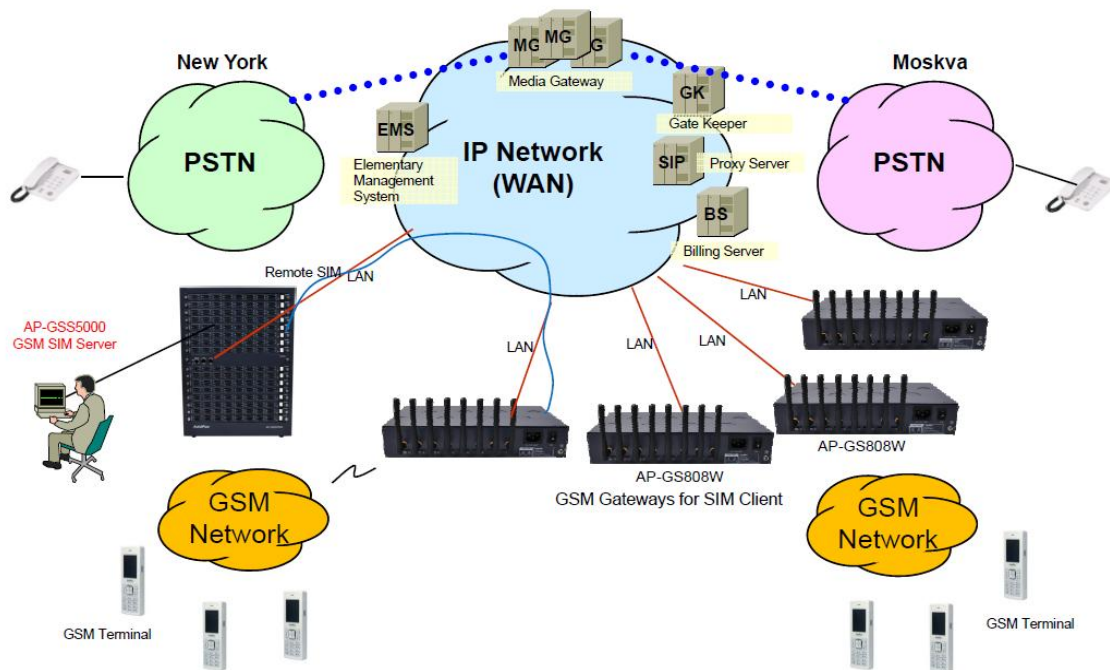 New York
Moskva
MG
MG
G
Media Gateway
GK
Gate Keeper
EMS
PSTN
IP Network
(WAN)
SIP
Proxy Server
PSTN
Elementary
Management
System
BS
Billing Server
Remote SIM
LAN
LAN
AP-GSS5000
GSM SIM Server
LAN
LAN
LAN
AP-GS808W
AP-GS808W
GSM Gateways for SIM Client
GSM
Network
GSM
Network
GSM Terminal
GSM Terminal